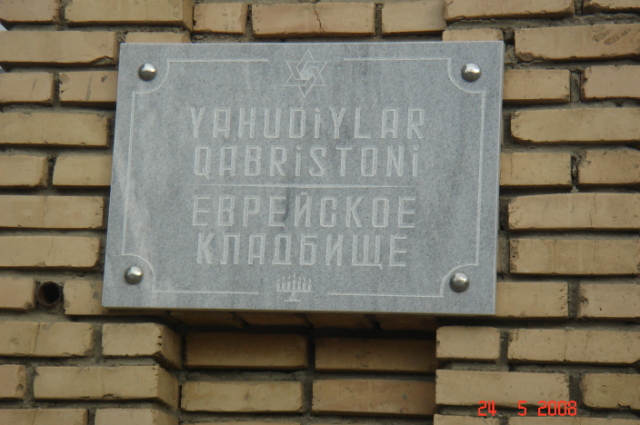 YAHUDiYLAR
QABRiSTONi
ЕВРЕЙСКОЕ
КЛАДБИЩЕ
24. 5 2008